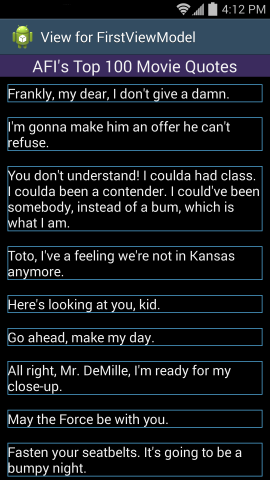 4:12 PM
View for FirstViewModel
AFI's Top 100 Movie Quotes
Frankly, my dear, I don't give a damn.
I'm gonna make him an offer he can't
refuse.
You don't understand! I coulda had class.
I coulda been a contender. I could've been
somebody, instead of a bum, which is
what I am.
Toto, I've a feeling we're not in Kansas
anymore.
Here's looking at you, kid.
Go ahead, make my day.
All right, Mr. DeMille, I'm ready for my
close-up.
May the Force be with you.
Fasten your seatbelts. It's going to be a
bumpy night.